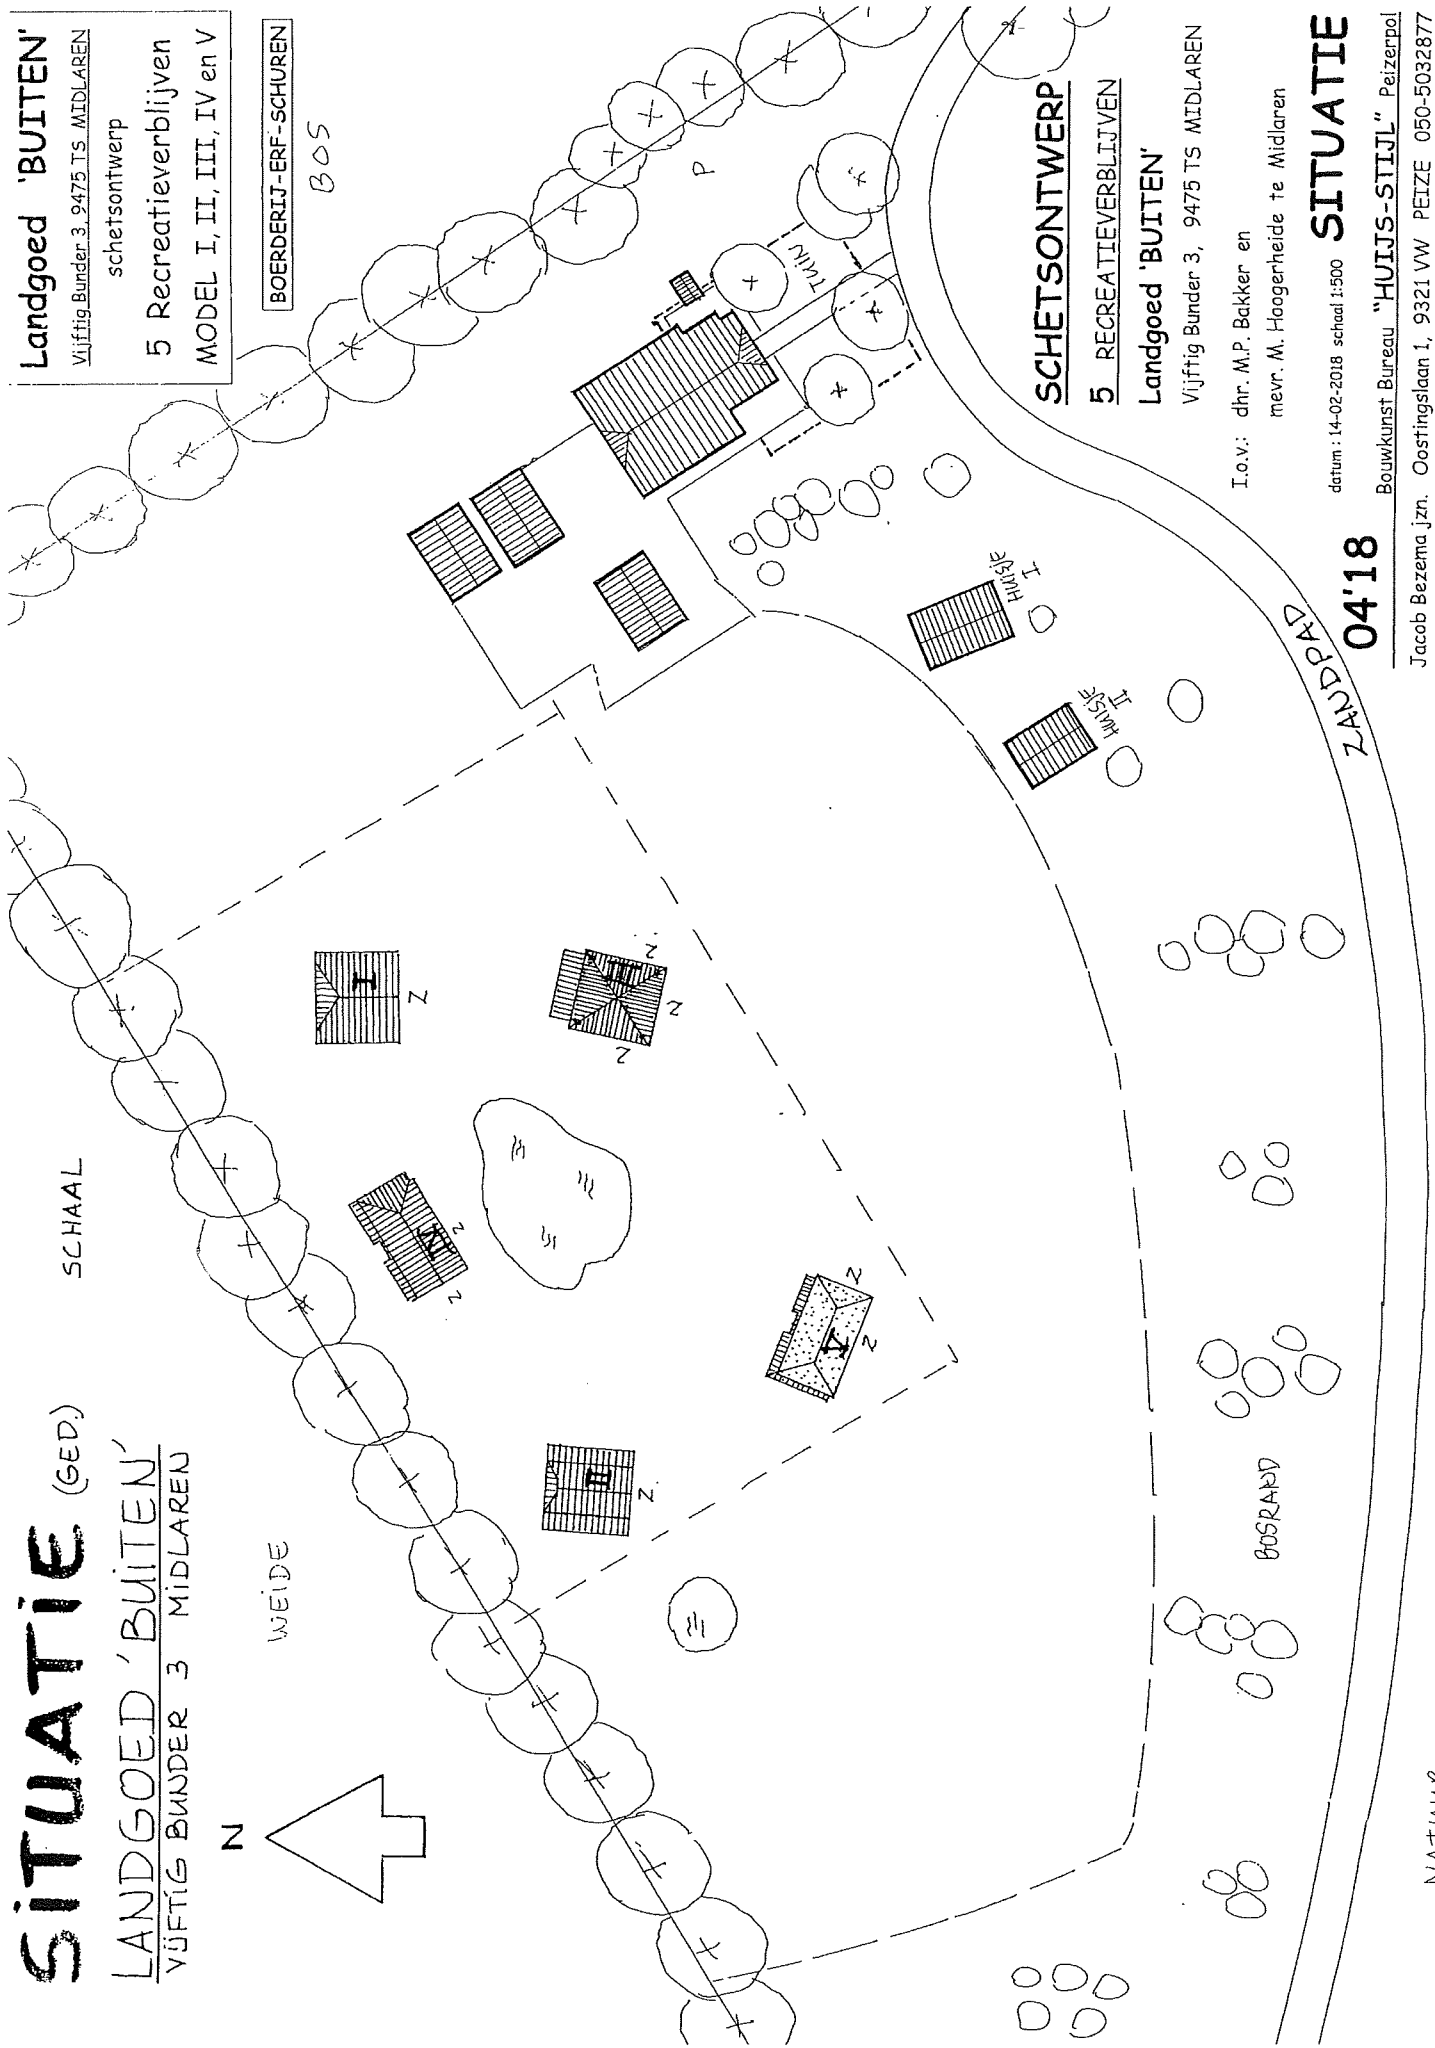 SiTUATiE (GED.)
LANDGOED 'BUiTEN'
VIJFTiG BUNDER 3 MiDLAREN
N
WEIDE
SCHAAL
Landgoed 'BUITEN'
Vijftig Bunder 3, 9475 TS MIDLAREN
schetsontwerp
5 Recreatieverblijven
MODEL I, II, III, IV en V
BOERDERIJ-ERF-SCHUREN
BOS
P
TUIN
I
Z
III
Z
Z
Z
IV
Z
Z
II
Z
V
Z
Z
HUISJE
I
HUISJE
II
BOSRAND
ZANDPAD
SCHETSONTWERP
5 RECREATIEVERBLIJVEN
Landgoed 'BUITEN'
Vijftig Bunder 3, 9475 TS MIDLAREN
I.o.v.: dhr. M.P. Bakker en
mevr. M. Hoogerheide te Midlaren
datum : 14-02-2018 schaal 1:500 SITUATIE
04'18 Bouwkunst Bureau "HUIJS-STIJL" Peizerpol
Jacob Bezema jzn. Oostingslaan 1, 9321 VW PEIZE 050-5032877